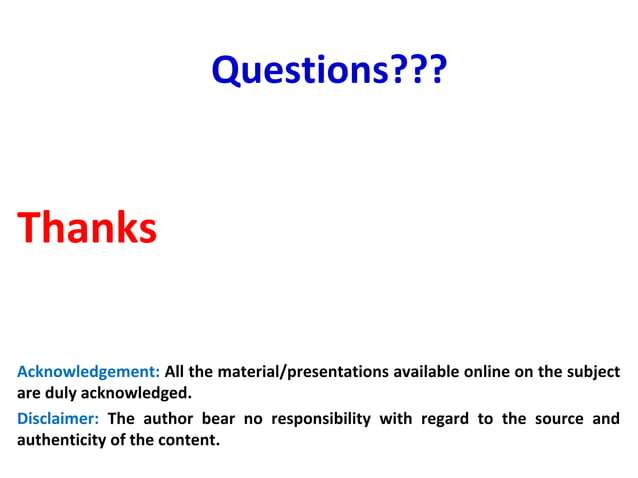 Questions???
Thanks
Acknowledgement: All the material/presentations available online on the subject
are duly acknowledged.
Disclaimer: The author bear no responsibility with regard to the source and
authenticity of the content.